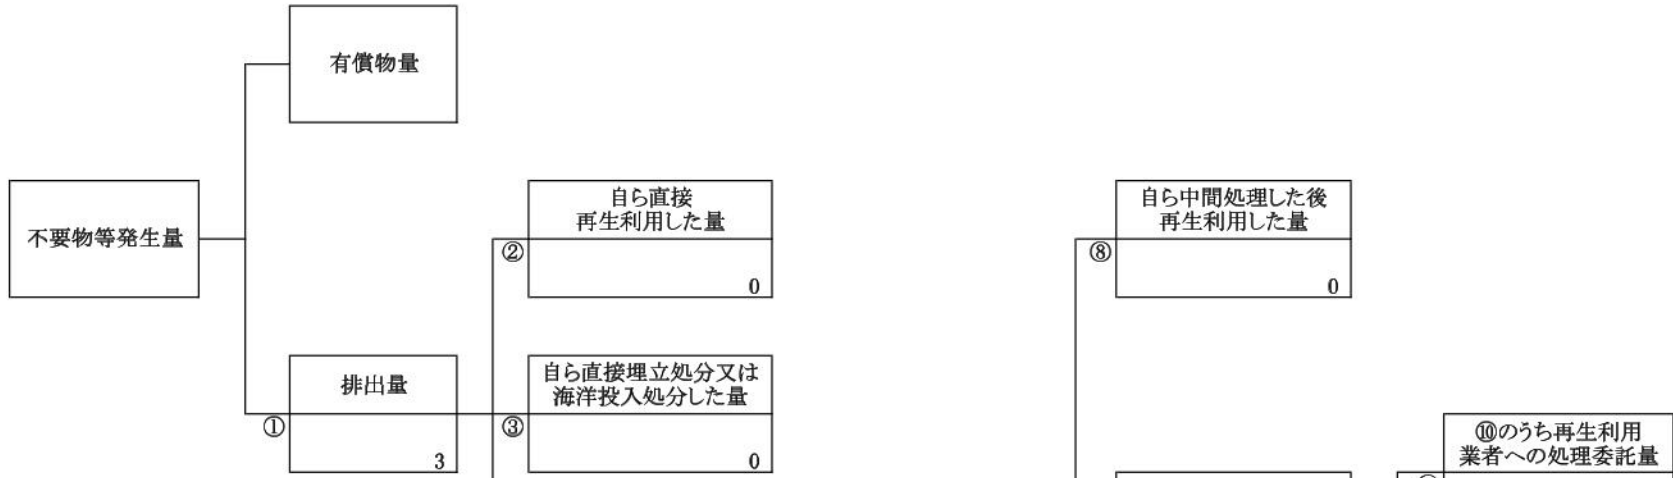 有償物量
不要物等発生量
自ら直接
再生利用した量
②
0
自ら中間処理した後
再生利用した量
⑧
0
排出量
①
3
自ら直接埋立処分又は
海洋投入処分した量
③
0
⑩のうち再生利用
業者への処理委託量